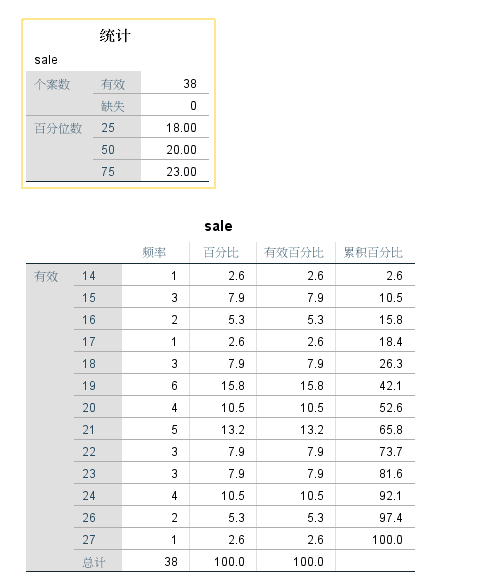 统计
sale
个案数 有效 38
缺失 0
百分位数 25 18.00
50 20.00
75 23.00
sale
频率 百分比 有效百分比 累积百分比
有效 14 1 2.6 2.6 2.6
15 3 7.9 7.9 10.5
16 2 5.3 5.3 15.8
17 1 2.6 2.6 18.4
18 3 7.9 7.9 26.3
19 6 15.8 15.8 42.1
20 4 10.5 10.5 52.6
21 5 13.2 13.2 65.8
22 3 7.9 7.9 73.7
23 3 7.9 7.9 81.6
24 4 10.5 10.5 92.1
26 2 5.3 5.3 97.4
27 1 2.6 2.6 100.0
总计 38 100.0 100.0